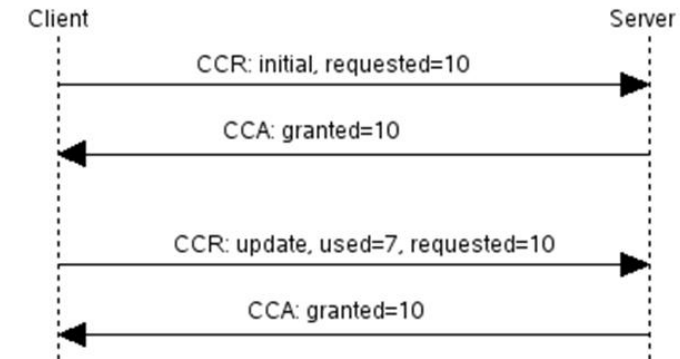 Client Server
CCR: initial, requested=10
CCA: granted=10
CCR: update, used=7, requested=10
CCA: granted=10